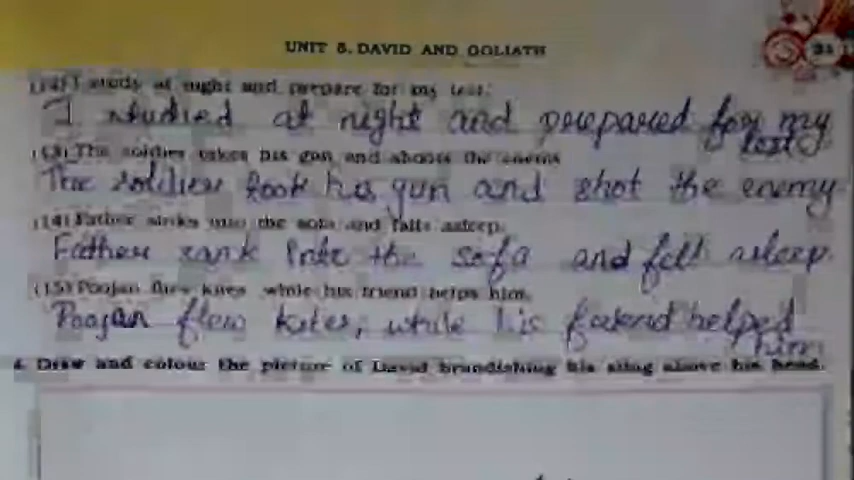 UNIT 8. DAVID AND GOLIATH
31
(12) I study at night and prepare for my test.
I studied at night and prepared for my test.
(13) The soldier takes his gun and shoots the enemy
The soldier took his gun and shot the enemy
(14) Father sinks into the sofa and falls asleep.
Father sank into the sofa and fell asleep.
(15) Poojan flies kites while his friend helps him.
Poojan flew kites, while his friend helped him
4. Draw and colour the picture of David brandishing his sling above his head.